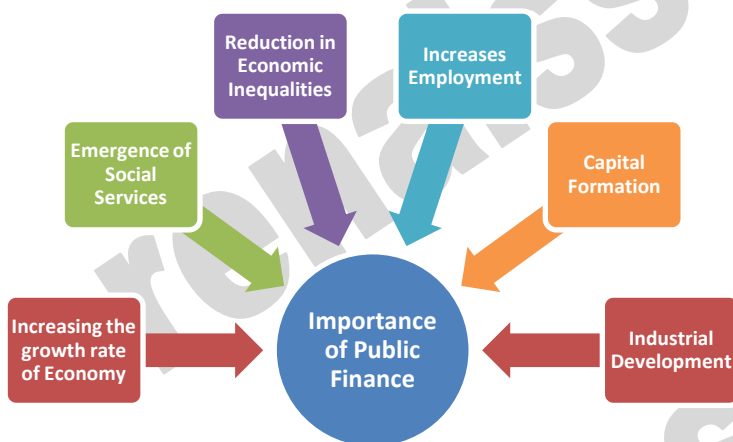 Reduction in
Economic
Inequalities
Increases
Employment
Emergence of
Social
Services
Capital
Formation
Increasing the
growth rate
of Economy
Importance
of Public
Finance
Industrial
Development